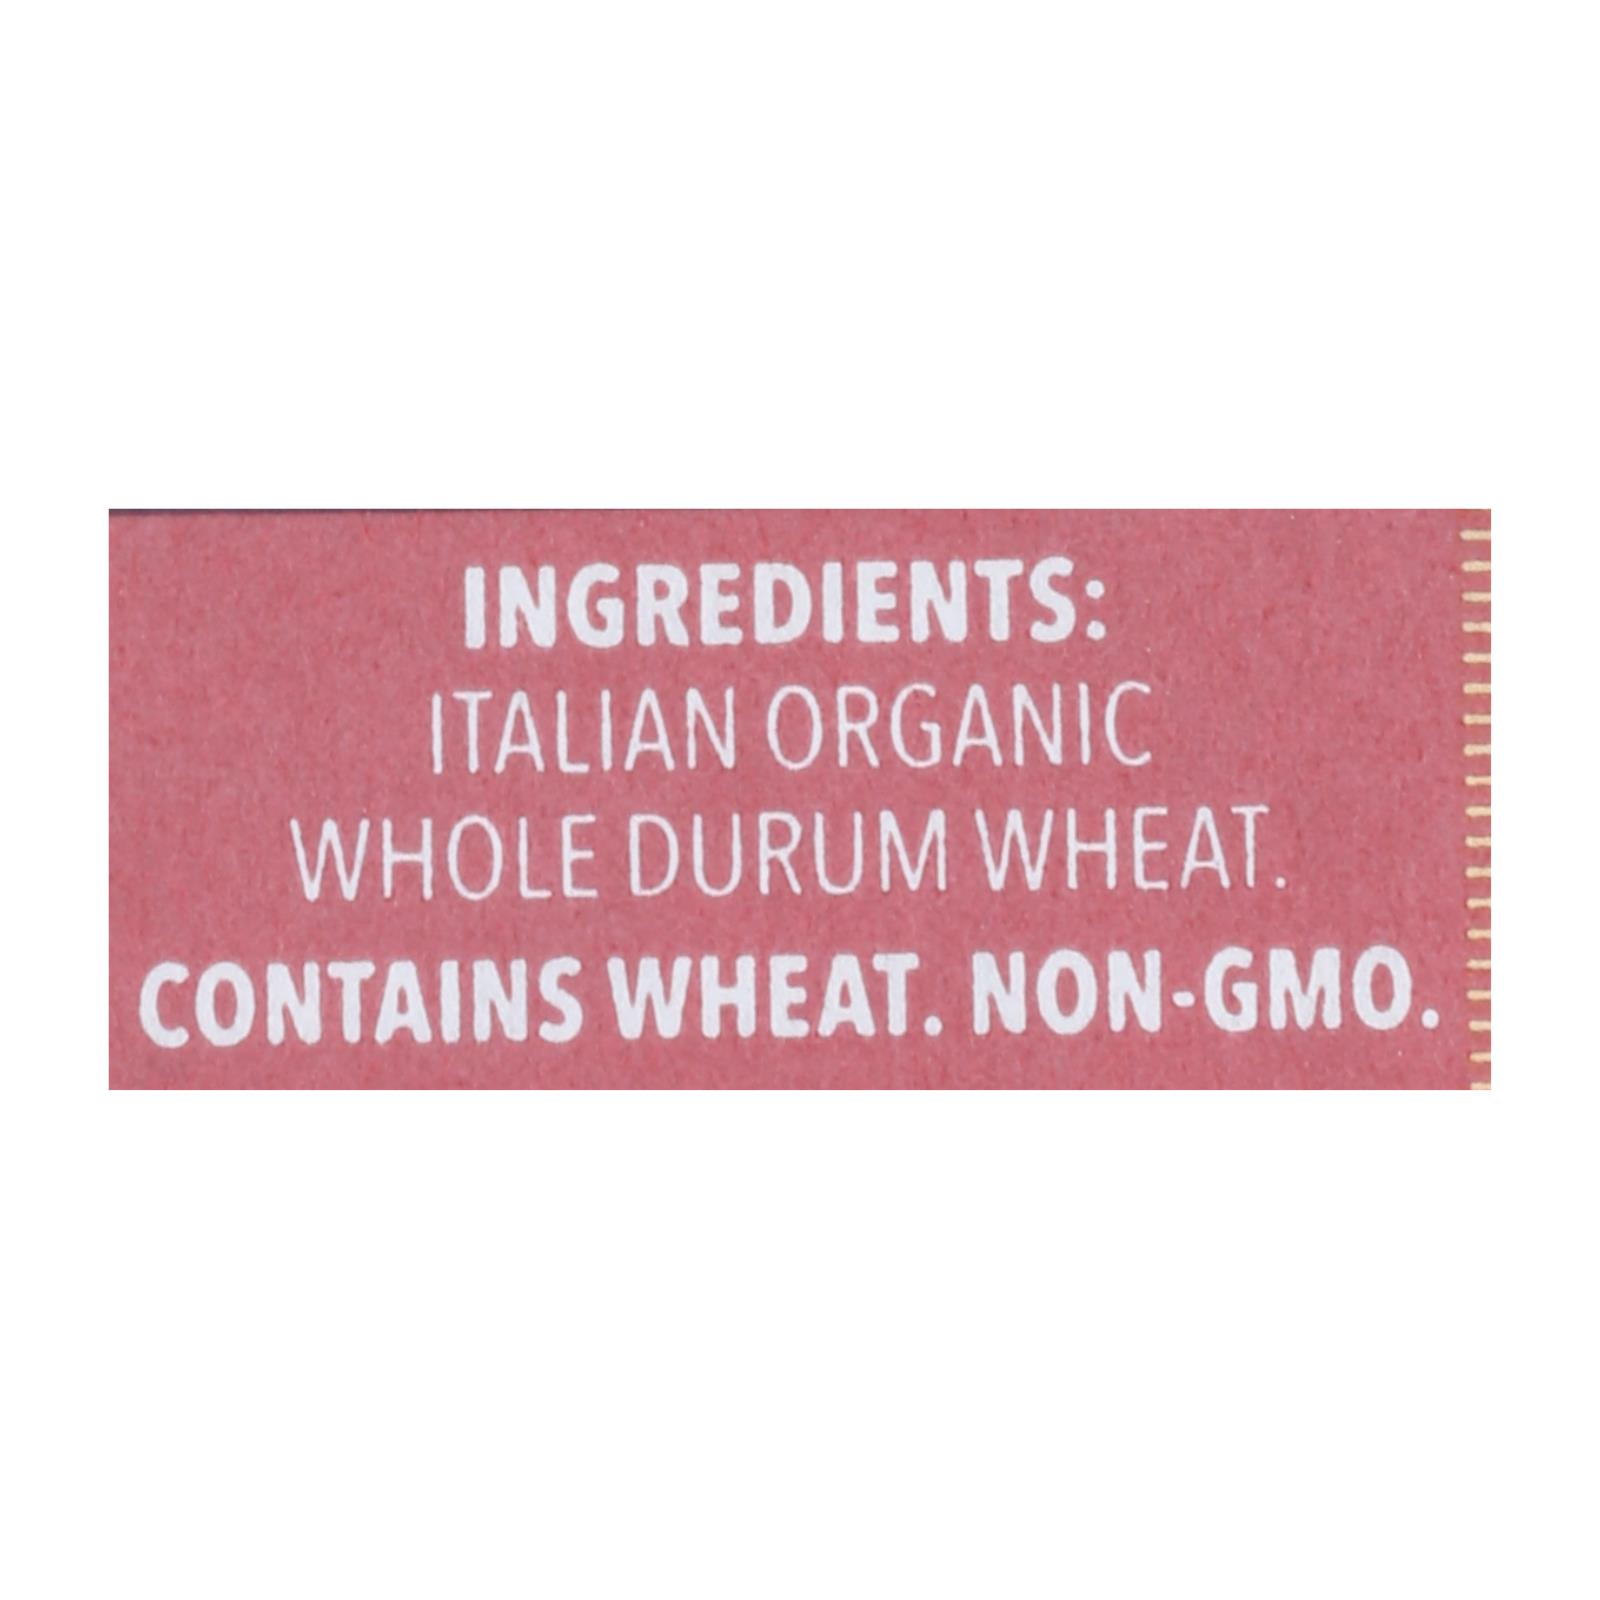 INGREDIENTS:
ITALIAN ORGANIC
WHOLE DURUM WHEAT.
CONTAINS WHEAT. NON-GMO.